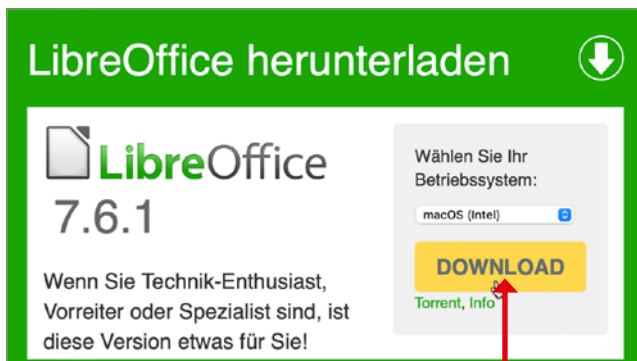 LibreOffice herunterladen
LibreOffice
7.6.1
Wenn Sie Technik-Enthusiast,
Vorreiter oder Spezialist sind, ist
diese Version etwas für Sie!
Wählen Sie Ihr
Betriebssystem:
macOS (Intel)
DOWNLOAD
Torrent, Info